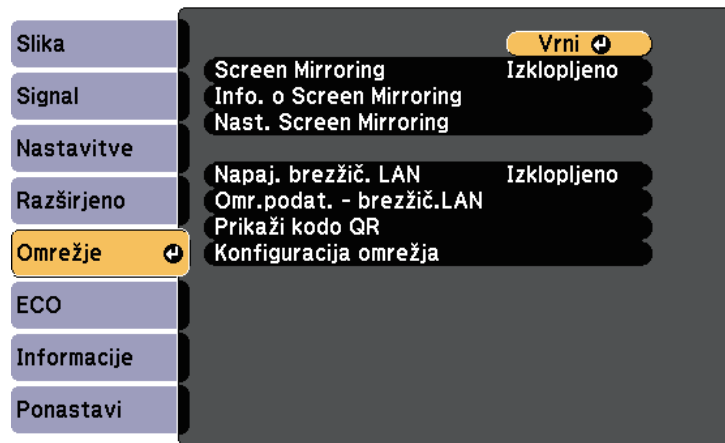 Slika
Signal
Nastavitve
Razširjeno
Omrežje
ECO
Informacije
Ponastavi
Vrni
Screen Mirroring Izklopljeno
Info. o Screen Mirroring
Nast. Screen Mirroring
Napaj. brezžič. LAN Izklopljeno
Omr.podat. - brezžič.LAN
Prikaži kodo QR
Konfiguracija omrežja